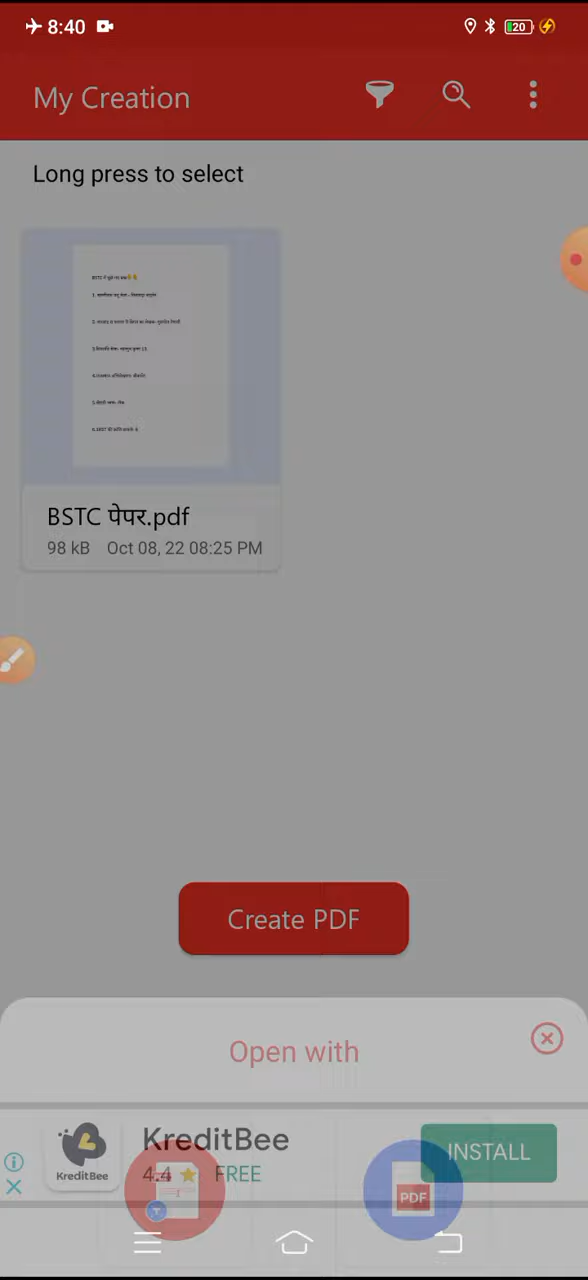 8:40
20
My Creation
Long press to select
BSTC पेपर.pdf
98 kB Oct 08, 22 08:25 PM
Create PDF
Open with
KreditBee
KreditBee
4.4 FREE
INSTALL
PDF